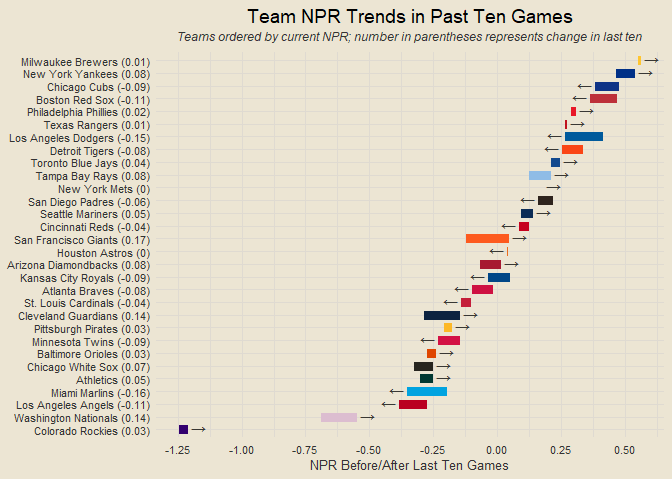 Team NPR Trends in Past Ten Games
Teams ordered by current NPR; number in parentheses represents change in last ten
Milwaukee Brewers (0.01)
New York Yankees (0.08)
Chicago Cubs (-0.09)
Boston Red Sox (-0.11)
Philadelphia Phillies (0.02)
Texas Rangers (0.01)
Los Angeles Dodgers (-0.15)
Detroit Tigers (-0.08)
Toronto Blue Jays (0.04)
Tampa Bay Rays (0.08)
New York Mets (0)
San Diego Padres (-0.06)
Seattle Mariners (0.05)
Cincinnati Reds (-0.04)
San Francisco Giants (0.17)
Houston Astros (0)
Arizona Diamondbacks (0.08)
Kansas City Royals (-0.09)
Atlanta Braves (-0.08)
St. Louis Cardinals (-0.04)
Cleveland Guardians (0.14)
Pittsburgh Pirates (0.03)
Minnesota Twins (-0.09)
Baltimore Orioles (0.03)
Chicago White Sox (0.07)
Athletics (0.05)
Miami Marlins (-0.16)
Los Angeles Angels (-0.11)
Washington Nationals (0.14)
Colorado Rockies (0.03)
-1.25 -1.00 -0.75 -0.50 -0.25 0.00 0.25 0.50
NPR Before/After Last Ten Games